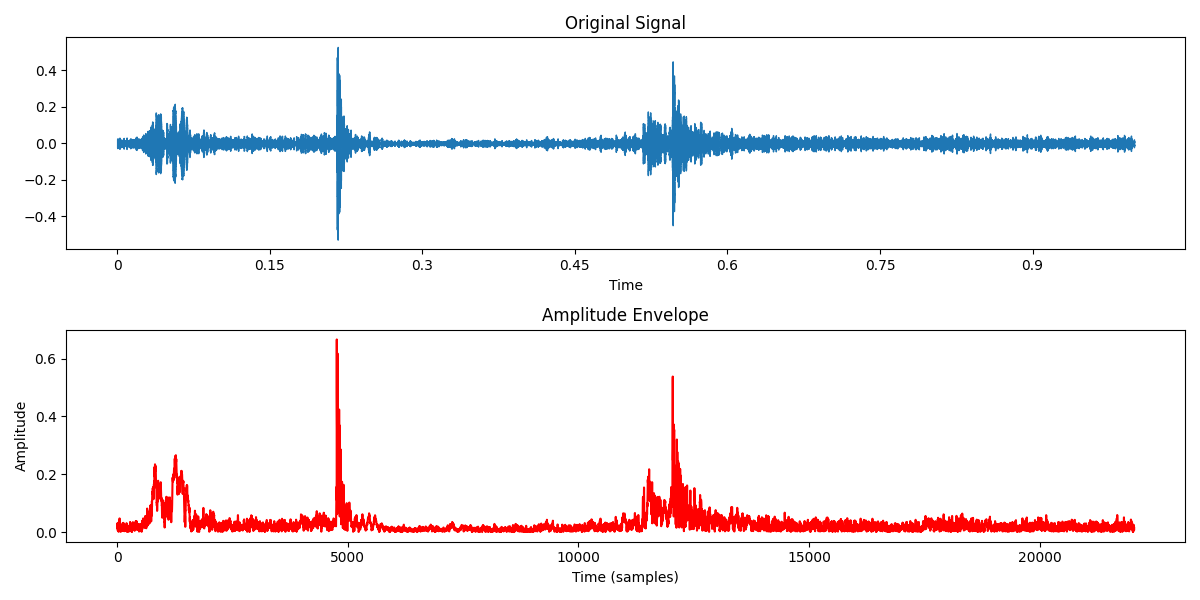 Original Signal
0.4
0.2
0.0
−0.2
−0.4
0 0.15 0.3 0.45 0.6 0.75 0.9
Time
Amplitude Envelope
Amplitude
0.6
0.4
0.2
0.0
0 5000 10000 15000 20000
Time (samples)